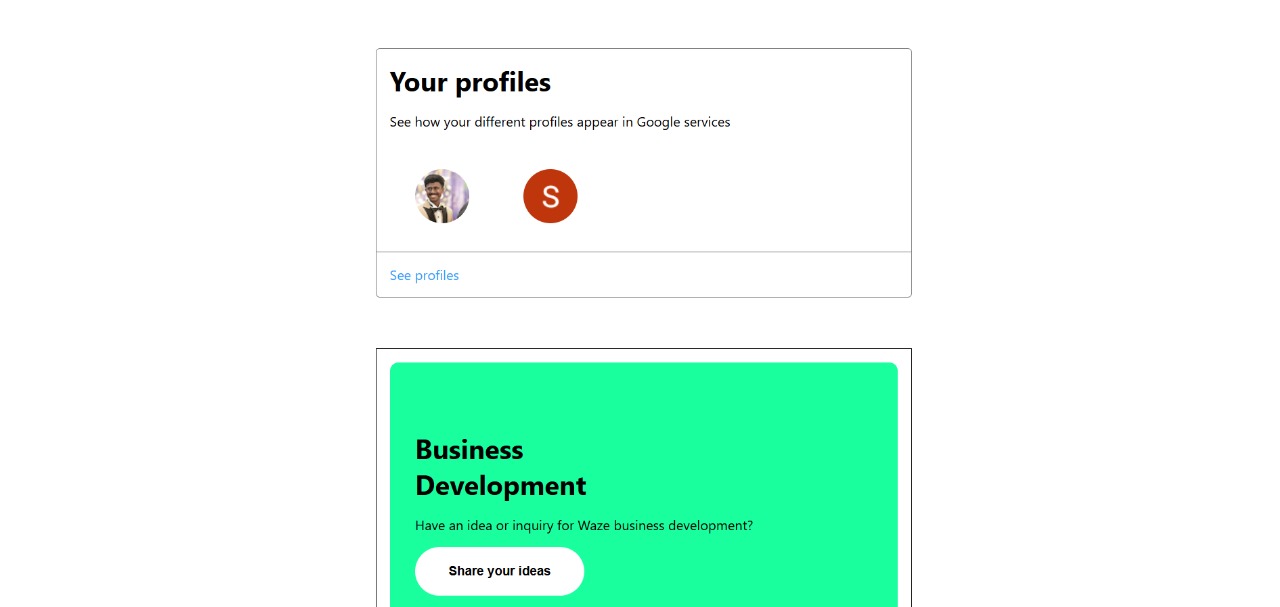 Your profiles
See how your different profiles appear in Google services
S
See profiles
Business
Development
Have an idea or inquiry for Waze business development?
Share your ideas